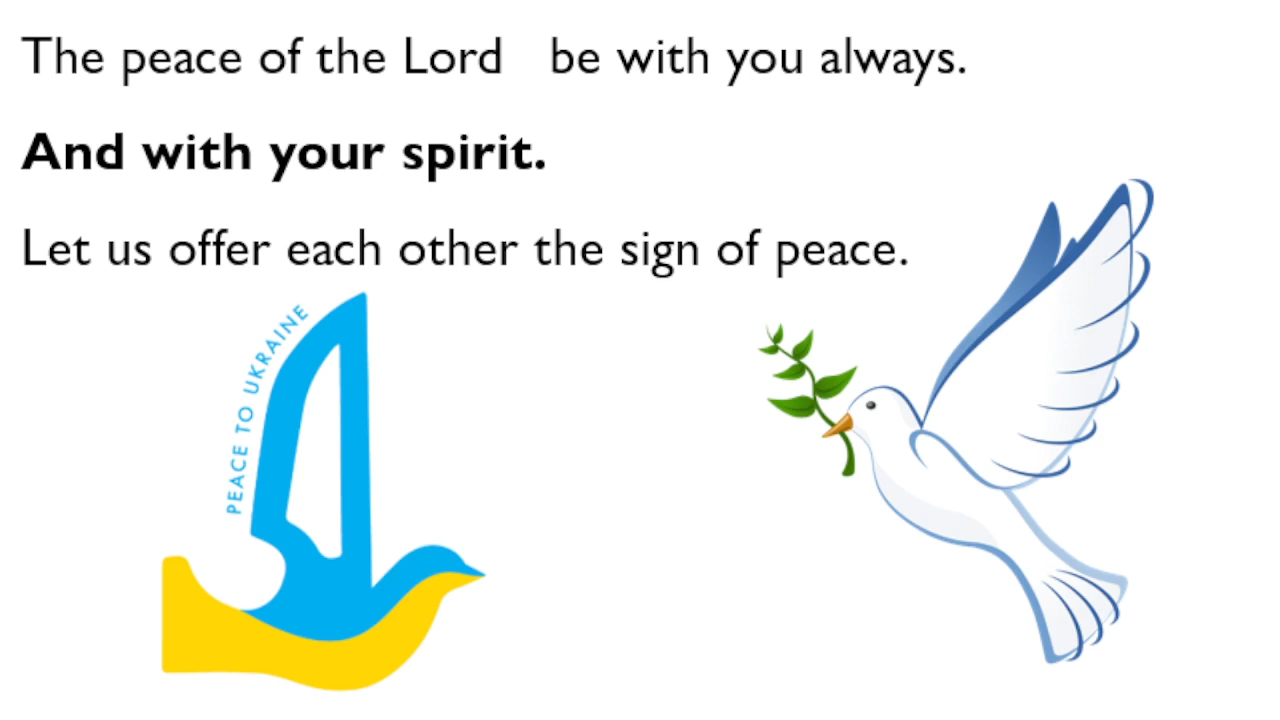 The peace of the Lord be with you always.
And with your spirit.
Let us offer each other the sign of peace.
PEACE TO UKRAINE